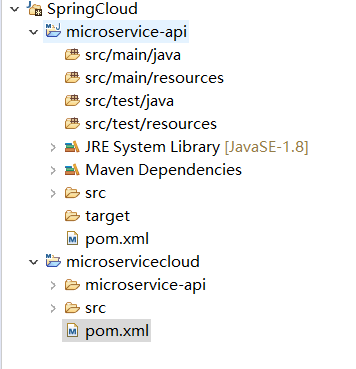 SpringCloud
microservice-api
src/main/java
src/main/resources
src/test/java
src/test/resources
JRE System Library [JavaSE-1.8]
Maven Dependencies
src
target
pom.xml
microservicecloud
microservice-api
src
pom.xml